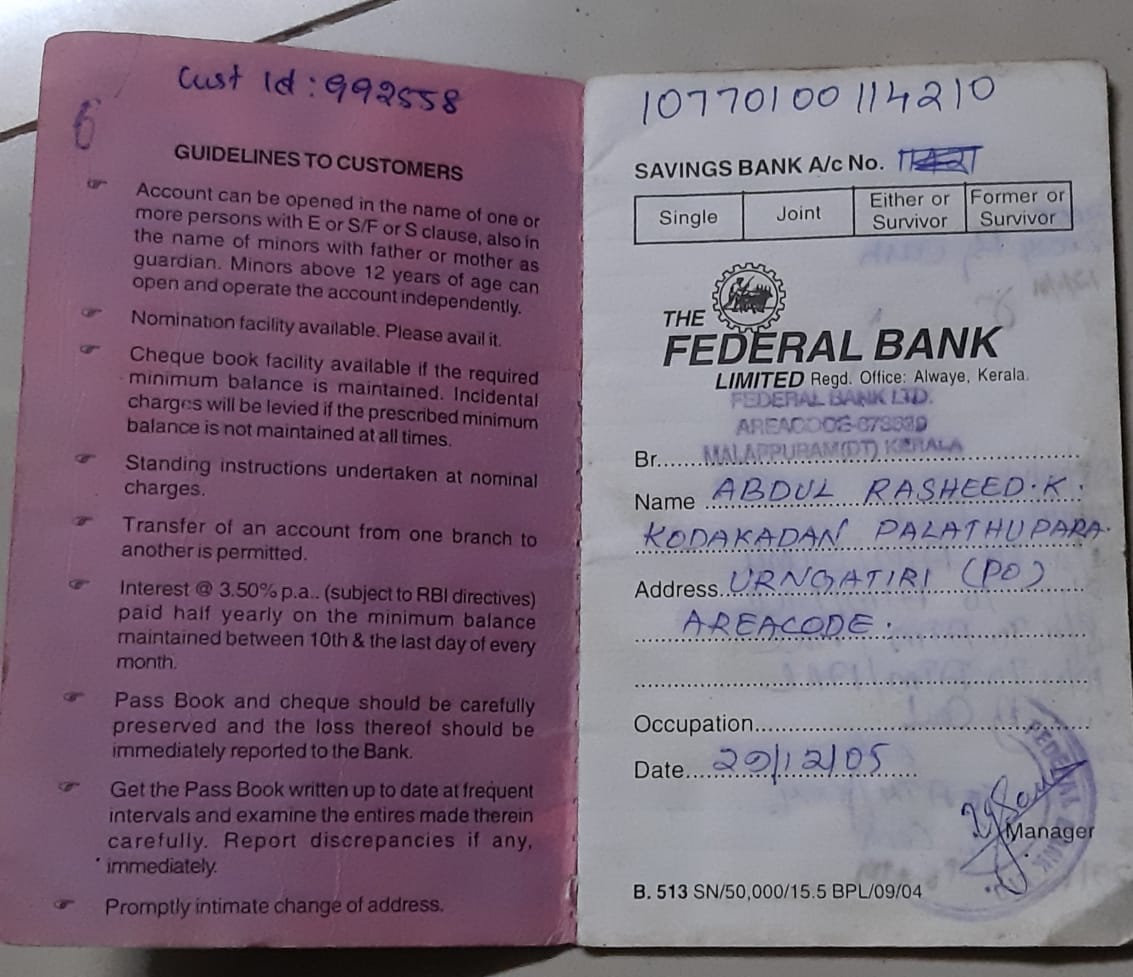 Cust Id : 992558
6
GUIDELINES TO CUSTOMERS
Account can be opened in the name of one or
more persons with E or S/F or S clause, also in
the name of minors with father or mother as
guardian. Minors above 12 years of age can
open and operate the account independently.
Nomination facility available. Please avail it.
Cheque book facility available if the required
minimum balance is maintained. Incidental
charges will be levied if the prescribed minimum
balance is not maintained at all times.
Standing instructions undertaken at nominal
charges.
Transfer of an account from one branch to
another is permitted.
Interest @ 3.50% p.a.. (subject to RBI directives)
paid half yearly on the minimum balance
maintained between 10th & the last day of every
month.
Pass Book and cheque should be carefully
preserved and the loss thereof should be
immediately reported to the Bank.
Get the Pass Book written up to date at frequent
intervals and examine the entires made therein
carefully. Report discrepancies if any,
immediately.
Promptly intimate change of address.
10770100114210
SAVINGS BANK A/c No.
Single Joint Either or Survivor Former or Survivor
THE
FEDERAL BANK
LIMITED Regd. Office: Alwaye, Kerala.
FEDERAL BANK LTD.
AREACODE-673639
Br. MALAPPURAM(DT) KERALA
Name ABDUL RASHEED.K.
KODAKADAN PALATHUPARA.
Address URNGATIRI (PO)
AREACODE.
Occupation
Date 20/12/05
Manager
FEDERAL BANK
B. 513 SN/50,000/15.5 BPL/09/04